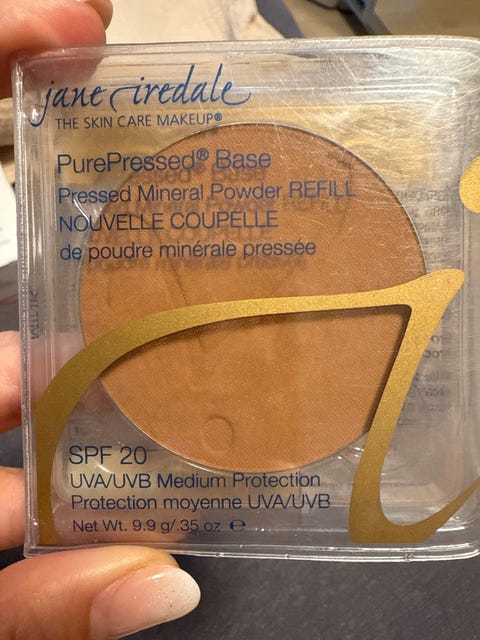 jane iredale
THE SKIN CARE MAKEUP®
PurePressed® Base
Pressed Mineral Powder REFILL
NOUVELLE COUPELLE
de poudre minérale pressée
SPF 20
UVA/UVB Medium Protection
Protection moyenne UVA/UVB
Net Wt. 9.9 g/.35 oz e